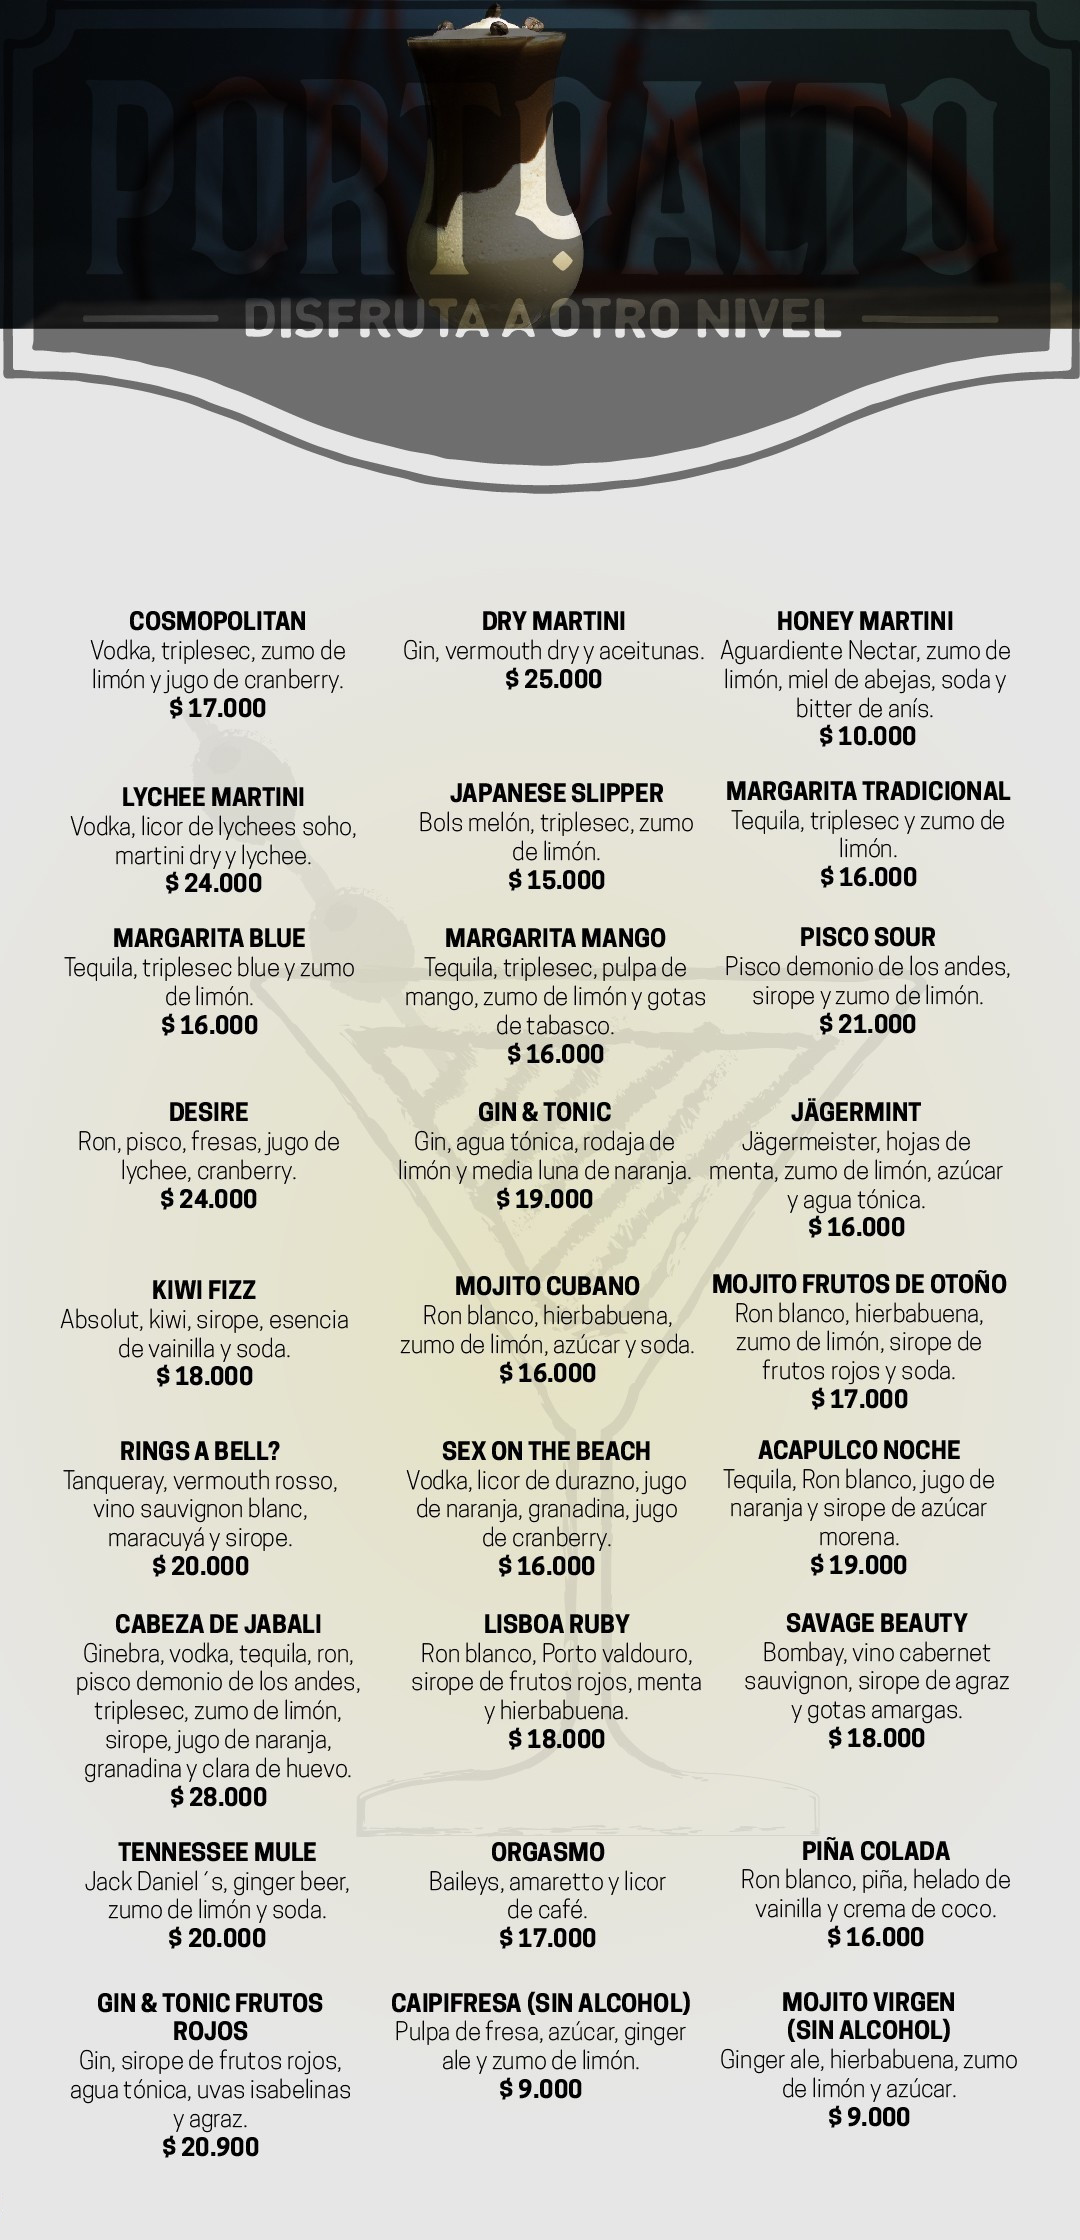 PORTOALTO
DISFRUTA A OTRO NIVEL
COSMOPOLITAN
Vodka, triplesec, zumo de
limón y jugo de cranberry.
$ 17.000
DRY MARTINI
Gin, vermouth dry y aceitunas.
$ 25.000
HONEY MARTINI
Aguardiente Nectar, zumo de
limón, miel de abejas, soda y
bitter de anís.
$ 10.000
LYCHEE MARTINI
Vodka, licor de lychees soho,
martini dry y lychee.
$ 24.000
JAPANESE SLIPPER
Bols melón, triplesec, zumo
de limón.
$ 15.000
MARGARITA TRADICIONAL
Tequila, triplesec y zumo de
limón.
$ 16.000
MARGARITA BLUE
Tequila, triplesec blue y zumo
de limón.
$ 16.000
MARGARITA MANGO
Tequila, triplesec, pulpa de
mango, zumo de limón y gotas
de tabasco.
$ 16.000
PISCO SOUR
Pisco demonio de los andes,
sirope y zumo de limón.
$ 21.000
DESIRE
Ron, pisco, fresas, jugo de
lychee, cranberry.
$ 24.000
GIN & TONIC
Gin, agua tónica, rodaja de
limón y media luna de naranja.
$ 19.000
JÄGERMINT
Jägermeister, hojas de
menta, zumo de limón, azúcar
y agua tónica.
$ 16.000
KIWI FIZZ
Absolut, kiwi, sirope, esencia
de vainilla y soda.
$ 18.000
MOJITO CUBANO
Ron blanco, hierbabuena,
zumo de limón, azúcar y soda.
$ 16.000
MOJITO FRUTOS DE OTOÑO
Ron blanco, hierbabuena,
zumo de limón, sirope de
frutos rojos y soda.
$ 17.000
RINGS A BELL?
Tanqueray, vermouth rosso,
vino sauvignon blanc,
maracuyá y sirope.
$ 20.000
SEX ON THE BEACH
Vodka, licor de durazno, jugo
de naranja, granadina, jugo
de cranberry.
$ 16.000
ACAPULCO NOCHE
Tequila, Ron blanco, jugo de
naranja y sirope de azúcar
morena.
$ 19.000
CABEZA DE JABALI
Ginebra, vodka, tequila, ron,
pisco demonio de los andes,
triplesec, zumo de limón,
sirope, jugo de naranja,
granadina y clara de huevo.
$ 28.000
LISBOA RUBY
Ron blanco, Porto valdouro,
sirope de frutos rojos, menta
y hierbabuena.
$ 18.000
SAVAGE BEAUTY
Bombay, vino cabernet
sauvignon, sirope de agraz
y gotas amargas.
$ 18.000
TENNESSEE MULE
Jack Daniel´s, ginger beer,
zumo de limón y soda.
$ 20.000
ORGASMO
Baileys, amaretto y licor
de café.
$ 17.000
PIÑA COLADA
Ron blanco, piña, helado de
vainilla y crema de coco.
$ 16.000
GIN & TONIC FRUTOS
ROJOS
Gin, sirope de frutos rojos,
agua tónica, uvas isabelinas
y agraz.
$ 20.900
CAIPIFRESA (SIN ALCOHOL)
Pulpa de fresa, azúcar, ginger
ale y zumo de limón.
$ 9.000
MOJITO VIRGEN
(SIN ALCOHOL)
Ginger ale, hierbabuena, zumo
de limón y azúcar.
$ 9.000